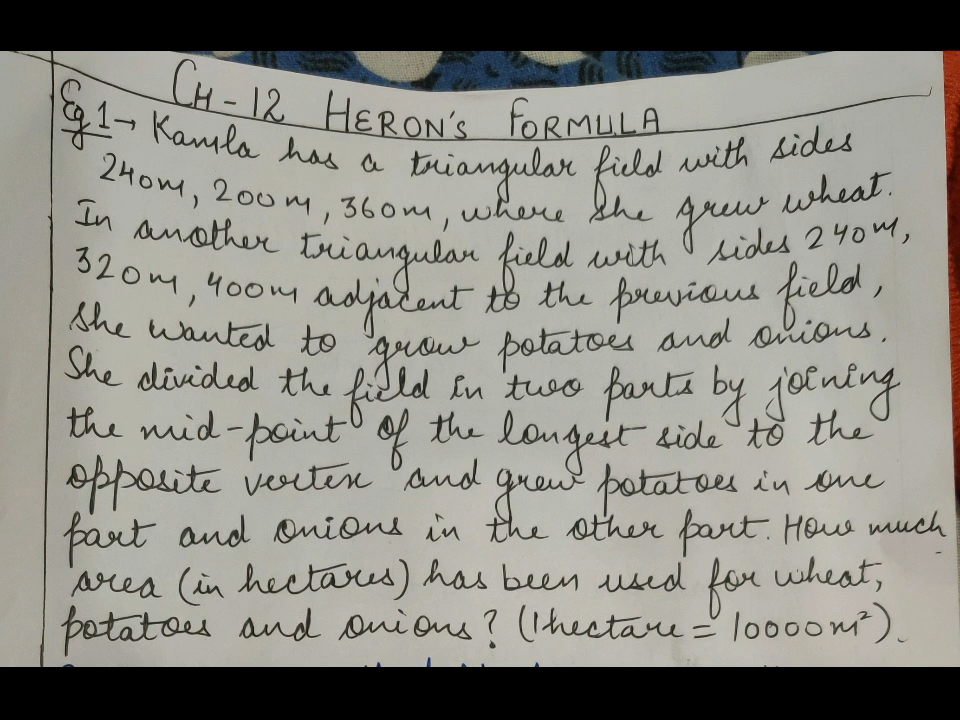 CH-12 HERON'S FORMULA
Eg 1→ Kamla has a triangular field with sides
240m, 200m, 360m, where she grew wheat.
In another triangular field with sides 240m,
320m, 400m adjacent to the previous field,
she wanted to grow potatoes and onions.
She divided the field in two parts by joining
the mid-point of the longest side to the
opposite vertex and grew potatoes in one
part and onions in the other part. How much
area (in hectares) has been used for wheat,
potatoes and onions? (1hectare = 10000m²).